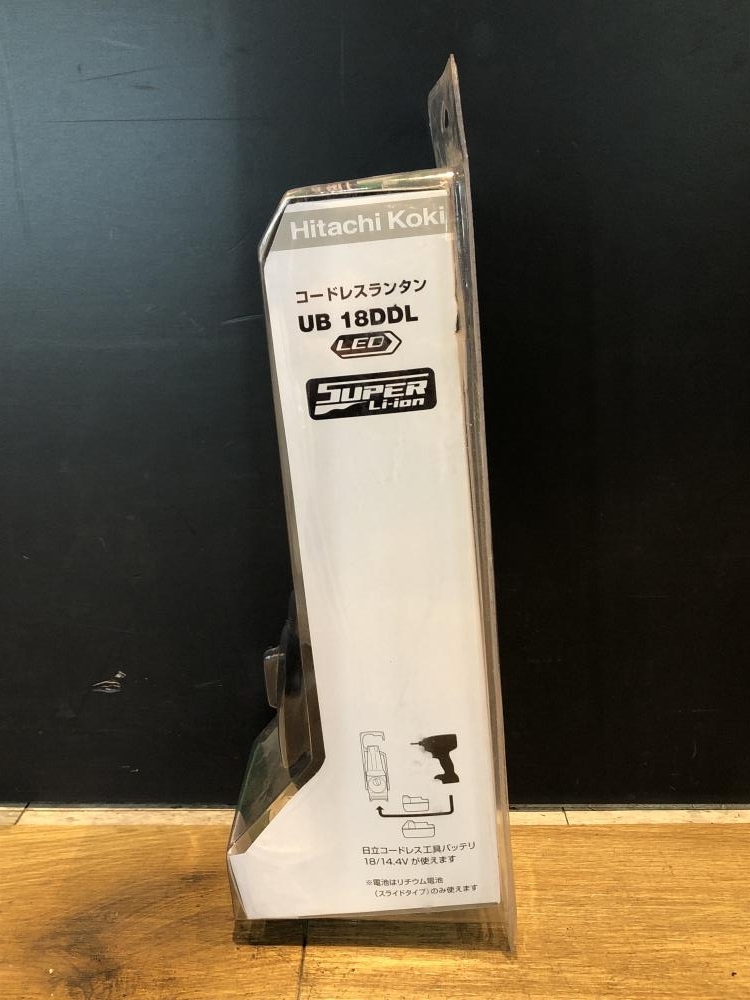 Hitachi Koki
コードレスランタン
UB 18DDL
LED
SUPER
Li-ion
日立コードレス工具バッテリ
18/14.4V が使えます
※電池はリチウム電池
（スライドタイプ）のみ使えます